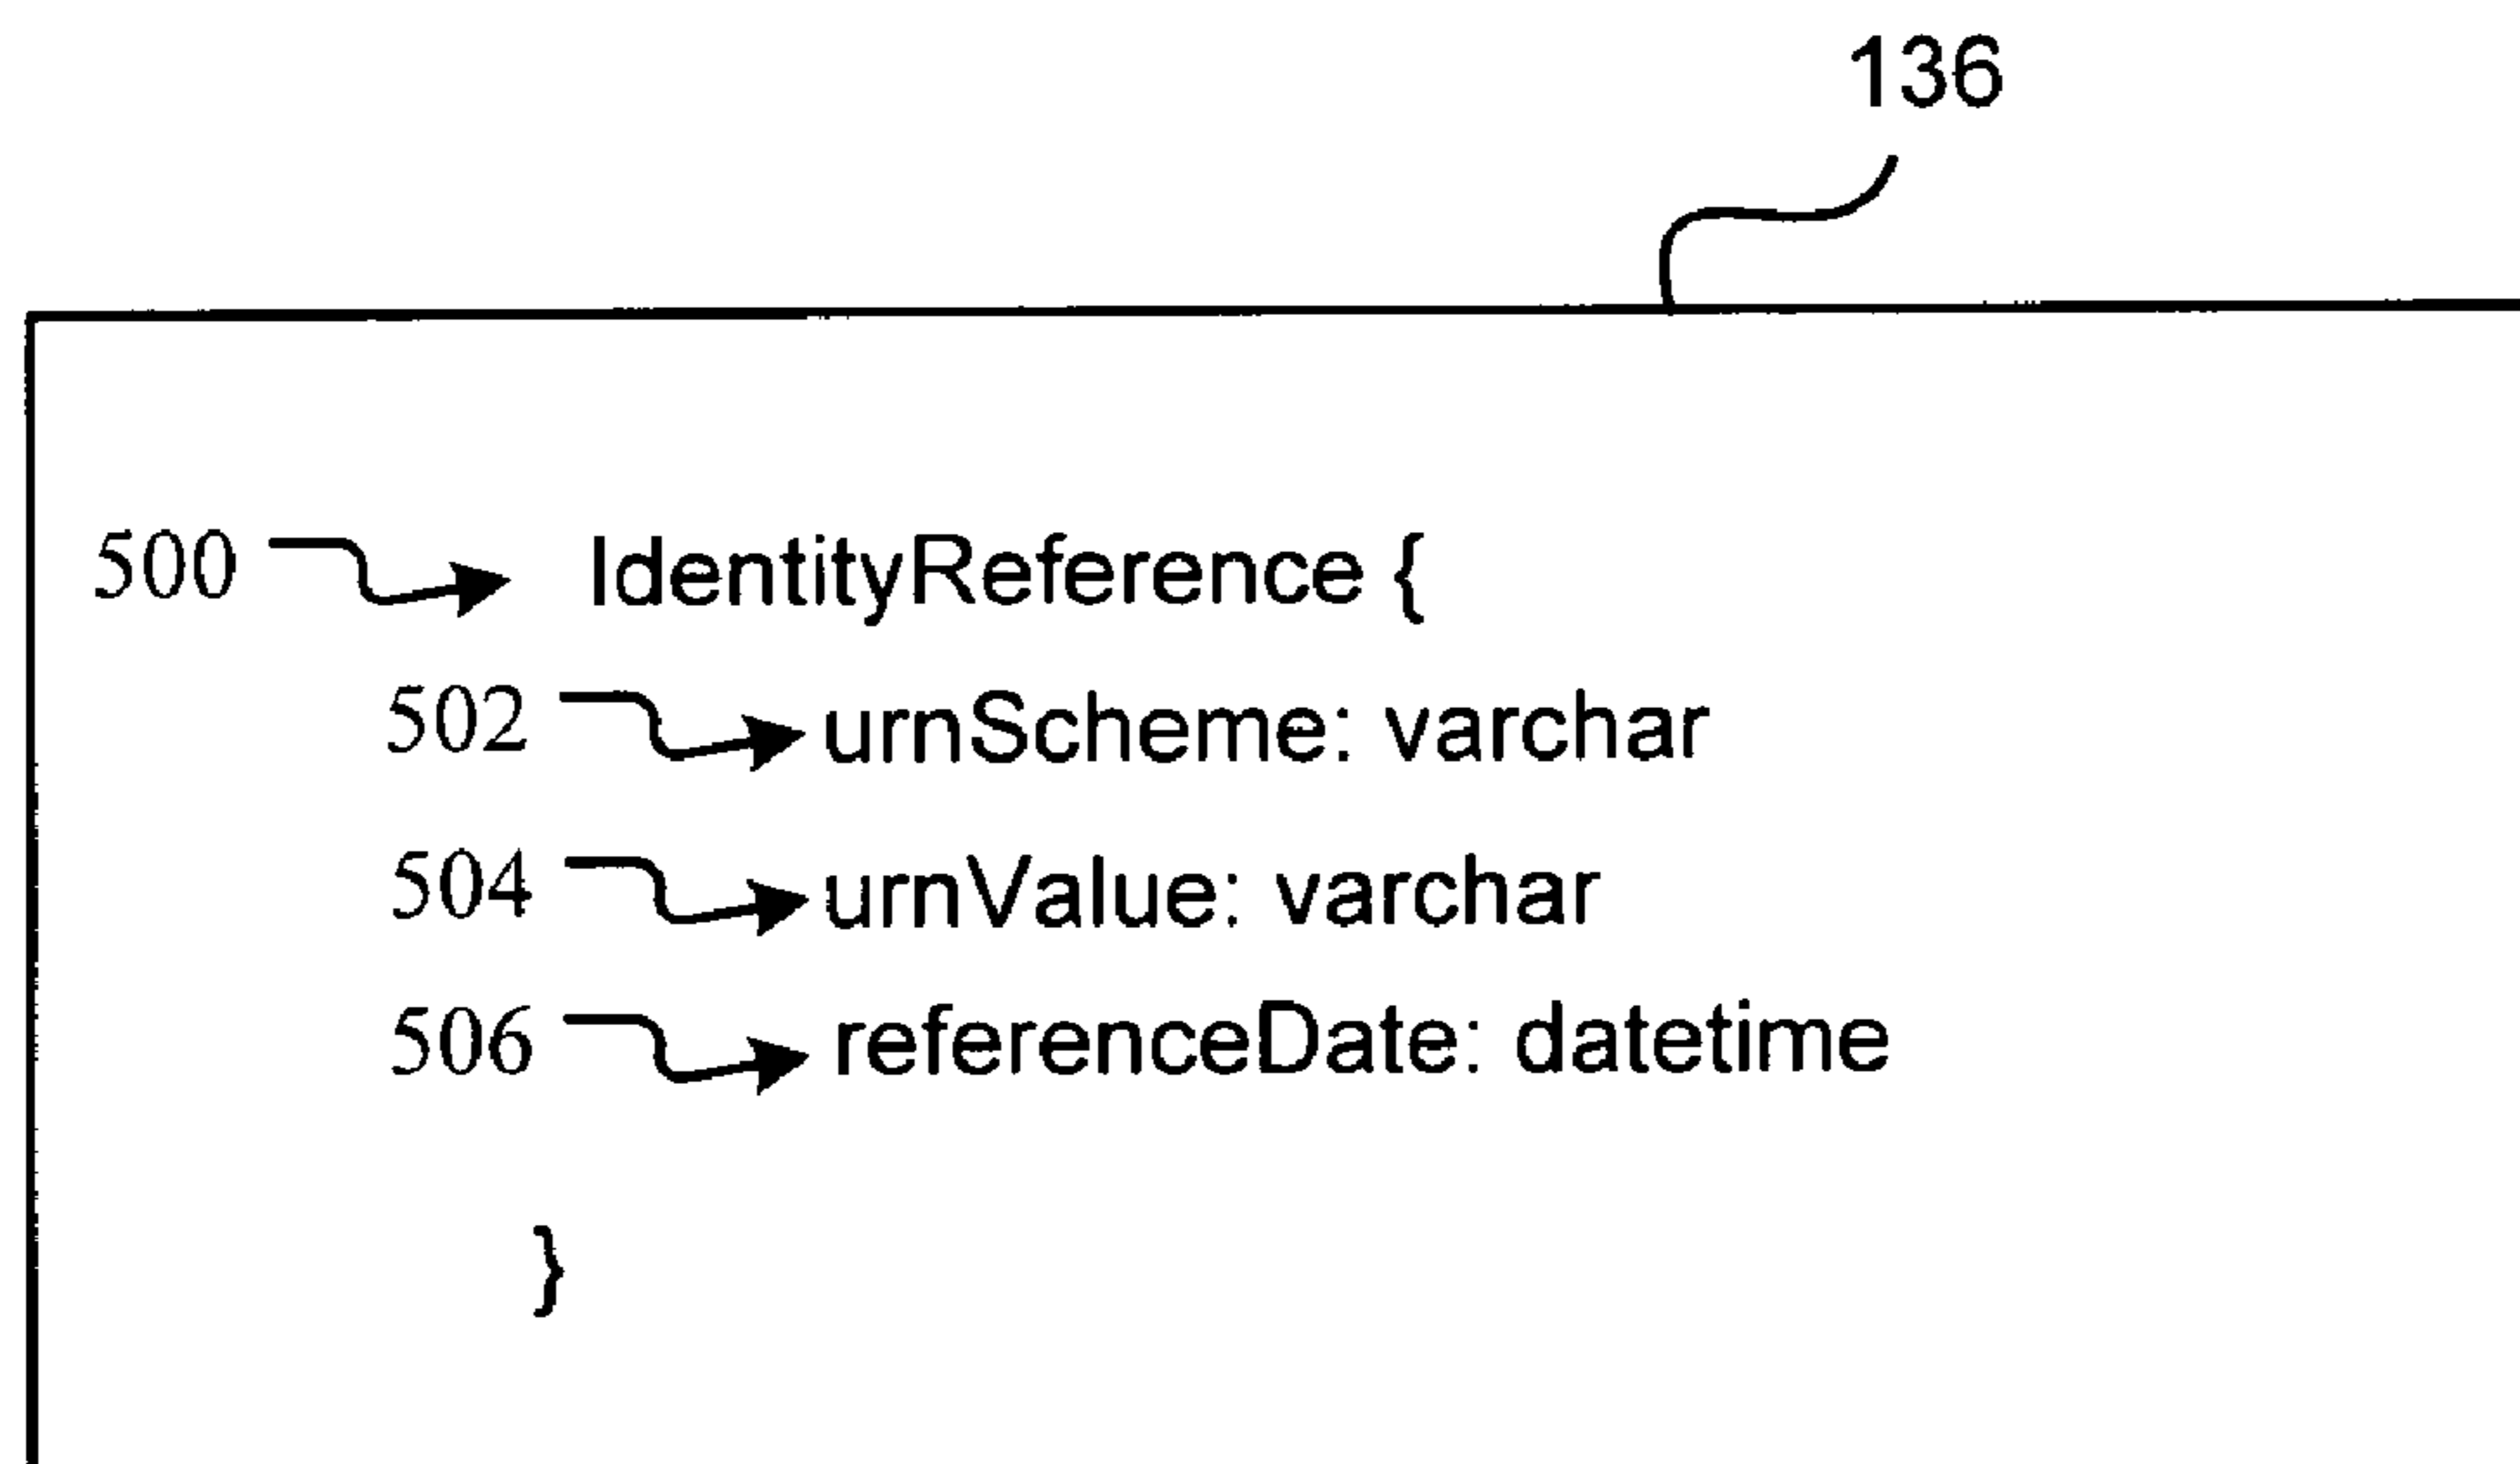 136
500 IdentityReference {
502 urnScheme: varchar
504 urnValue: varchar
506 referenceDate: datetime
}